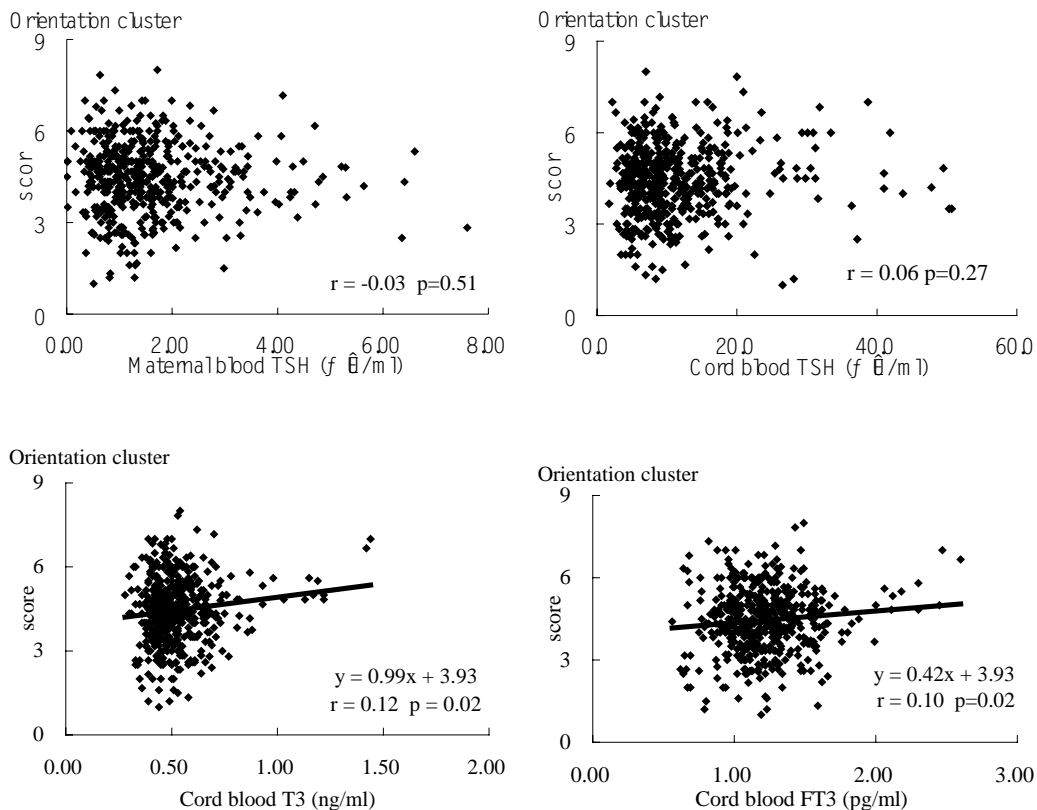 Orientation cluster
9
6
3
0
scor
r = -0.03 p=0.51
0.00 2.00 4.00 6.00 8.00
Maternal blood TSH (ƒ Ê/ml)
Orientation cluster
9
6
3
0
score
r = 0.06 p=0.27
0.0 20.0 40.0 60.0
Cord blood TSH (ƒ Ê/ml)
Orientation cluster
9
6
3
0
score
y = 0.99x + 3.93
r = 0.12 p = 0.02
0.00 0.50 1.00 1.50 2.00
Cord blood T3 (ng/ml)
Orientation cluster
9
6
3
0
score
y = 0.42x + 3.93
r = 0.10 p=0.02
0.00 1.00 2.00 3.00
Cord blood FT3 (pg/ml)